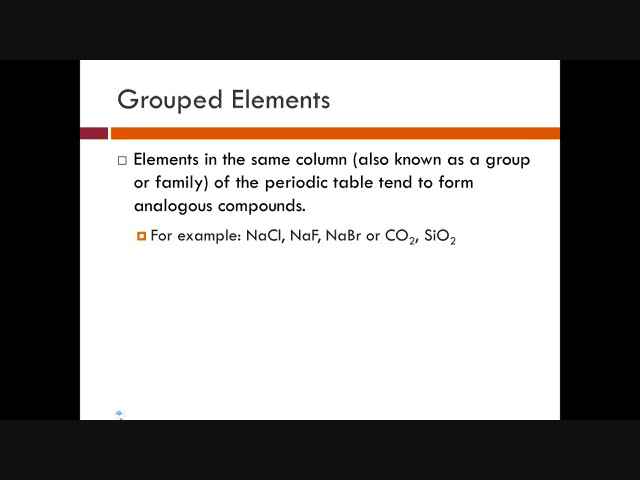 Grouped Elements
Elements in the same column (also known as a group
or family) of the periodic table tend to form
analogous compounds.
For example: NaCl, NaF, NaBr or CO₂, SiO₂